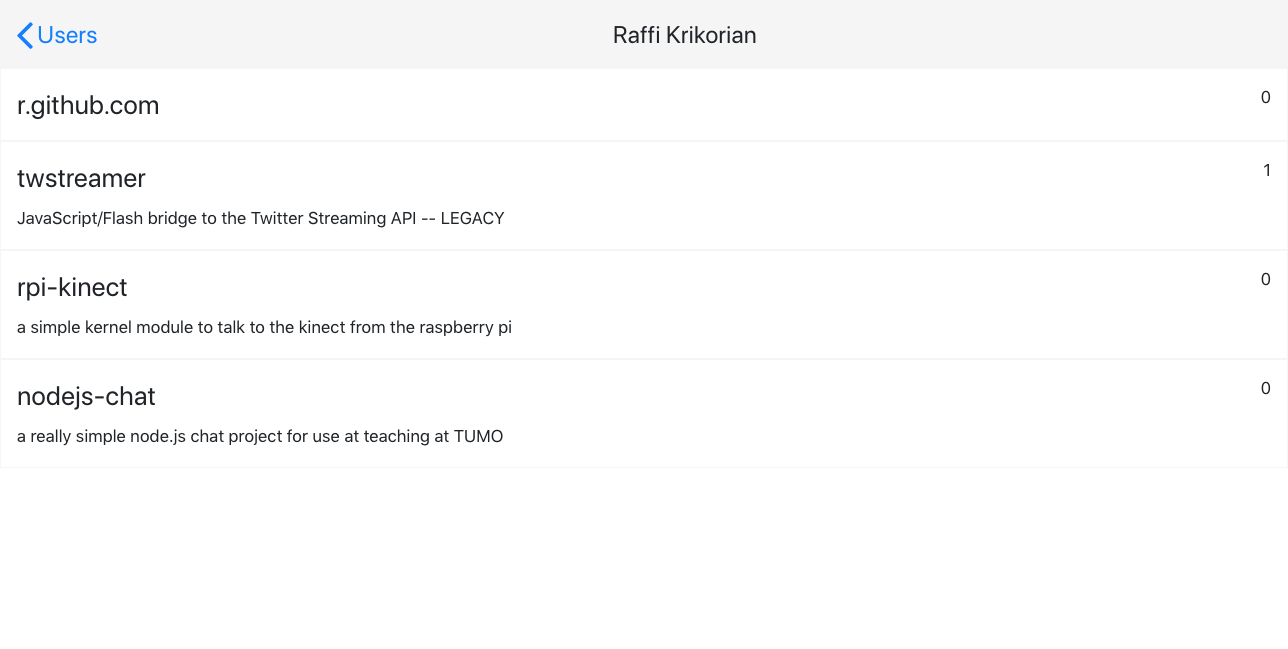 Users
Raffi Krikorian
r.github.com
0
twstreamer
1
JavaScript/Flash bridge to the Twitter Streaming API -- LEGACY
rpi-kinect
0
a simple kernel module to talk to the kinect from the raspberry pi
nodejs-chat
0
a really simple node.js chat project for use at teaching at TUMO